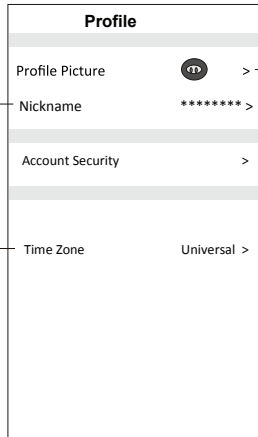 Profile
Profile Picture >
Nickname ******** >
Account Security >
Time Zone Universal >